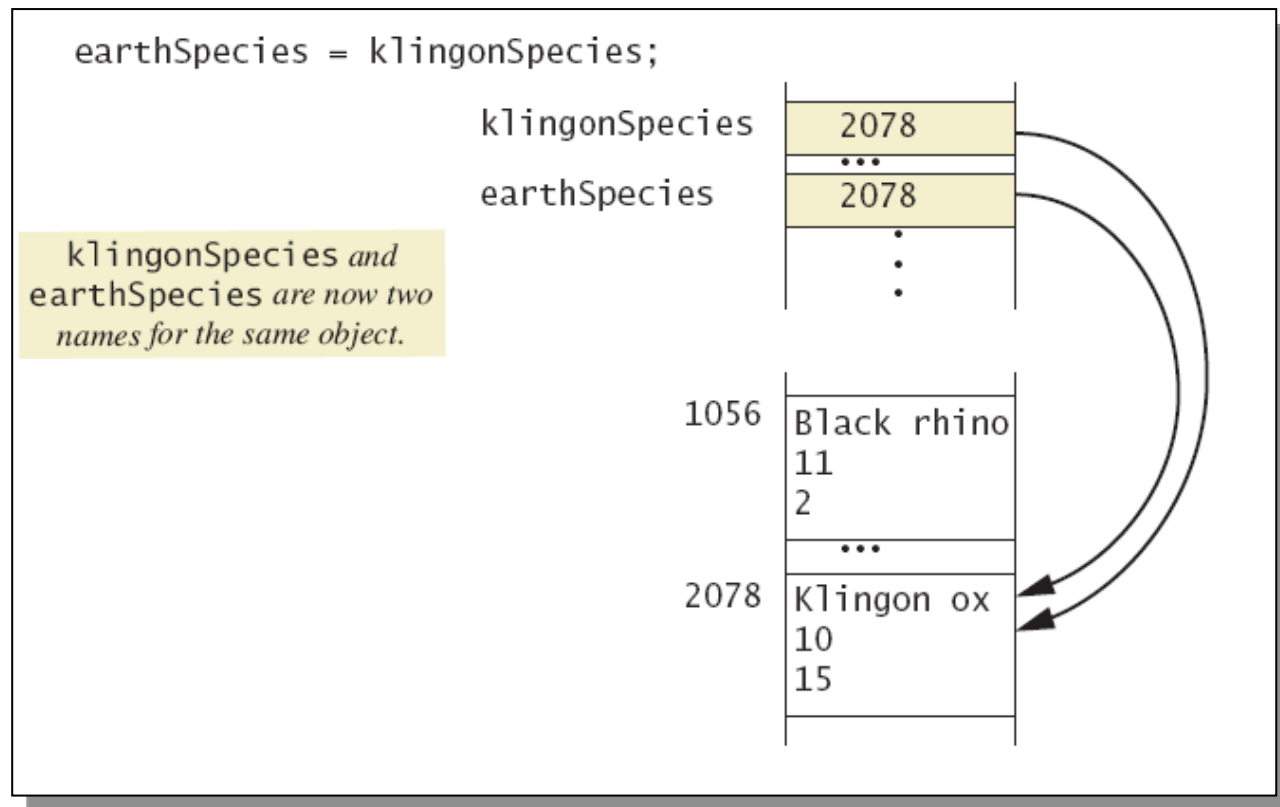 earthSpecies = klingonSpecies;
klingonSpecies 2078
...
earthSpecies 2078
klingonSpecies and
earthSpecies are now two
names for the same object.
1056 Black rhino
11
2
...
2078 Klingon ox
10
15